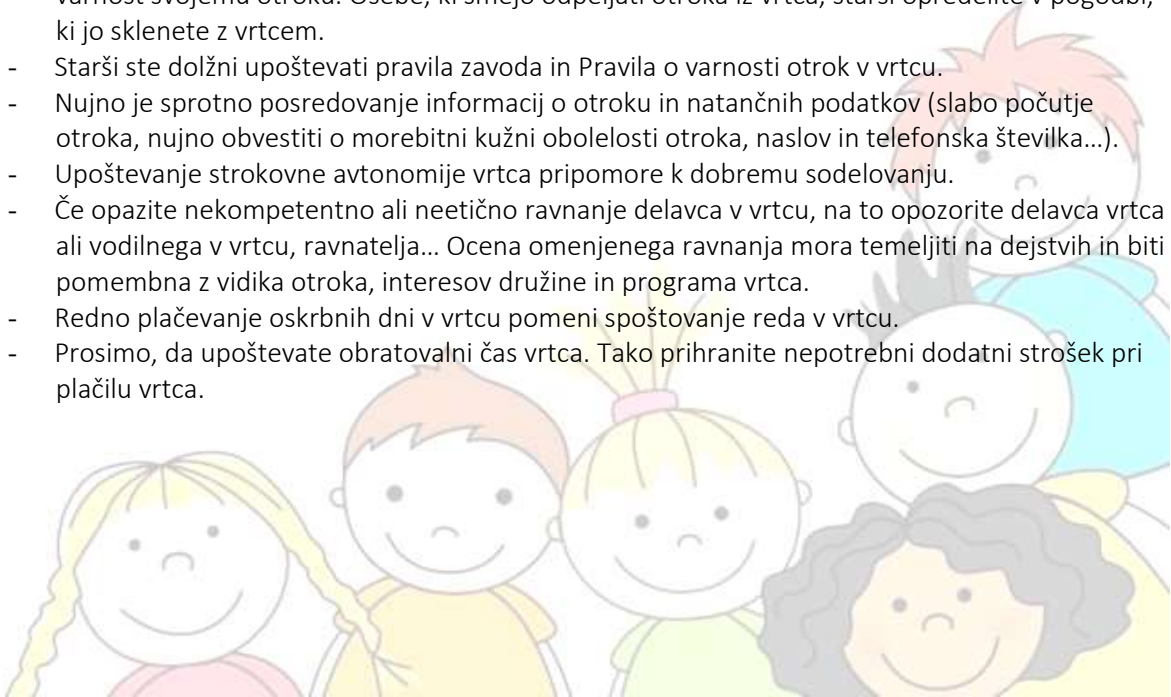 varnost svojemu otroku. Osebe, ki smejo odpeljati otroka iz vrtca, starši opredelite v pogodbi,
ki jo sklenete z vrtcem.
- Starši ste dolžni upoštevati pravila zavoda in Pravila o varnosti otrok v vrtcu.
- Nujno je sprotno posredovanje informacij o otroku in natančnih podatkov (slabo počutje
otroka, nujno obvestiti o morebitni kužni obolelosti otroka, naslov in telefonska številka…).
- Upoštevanje strokovne avtonomije vrtca pripomore k dobremu sodelovanju.
- Če opazite nekompetentno ali neetično ravnanje delavca v vrtcu, na to opozorite delavca vrtca
ali vodilnega v vrtcu, ravnatelja… Ocena omenjenega ravnanja mora temeljiti na dejstvih in biti
pomembna z vidika otroka, interesov družine in programa vrtca.
- Redno plačevanje oskrbnih dni v vrtcu pomeni spoštovanje reda v vrtcu.
- Prosimo, da upoštevate obratovalni čas vrtca. Tako prihranite nepotrebni dodatni strošek pri
plačilu vrtca.